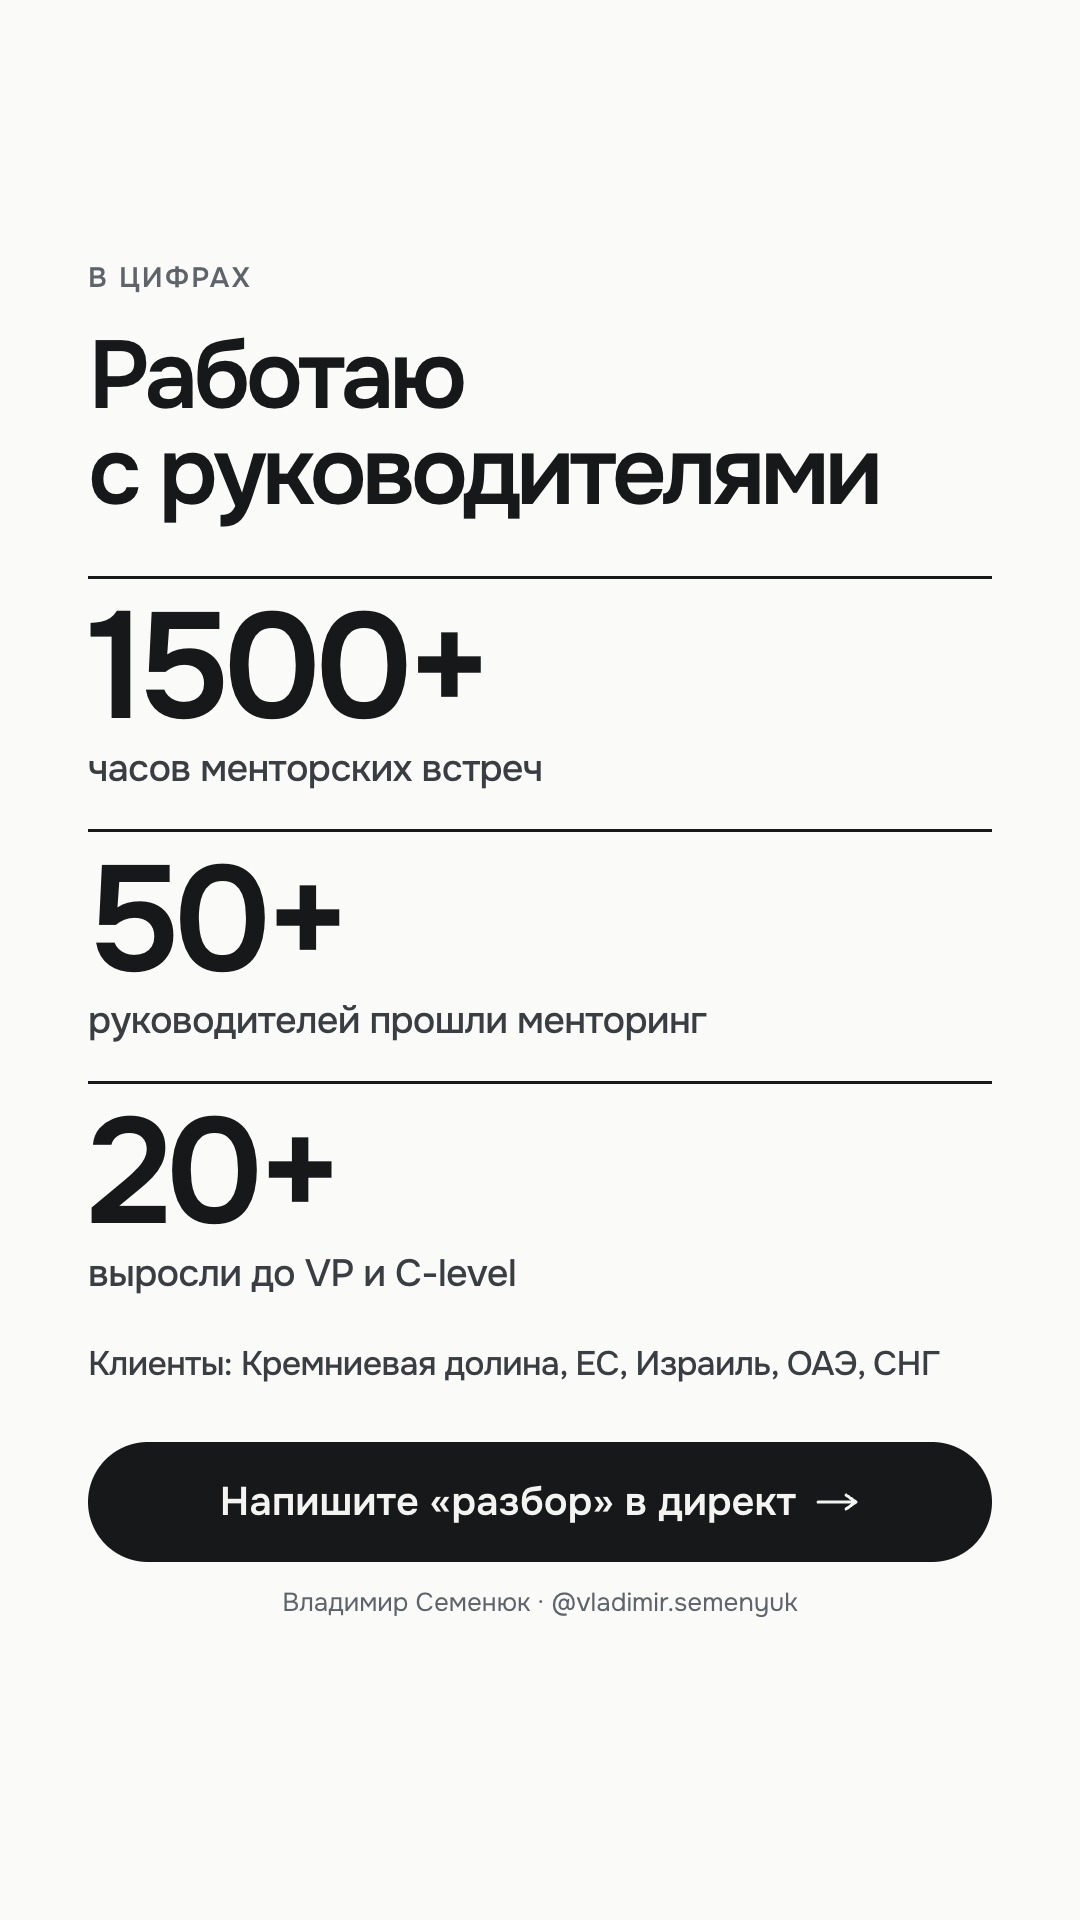 В ЦИФРАХ
Работаю
с руководителями
1500+
часов менторских встреч
50+
руководителей прошли менторинг
20+
выросли до VP и C-level
Клиенты: Кремниевая долина, ЕС, Израиль, ОАЭ, СНГ
Напишите «разбор» в директ →
Владимир Семенюк · @vladimir.semenyuk